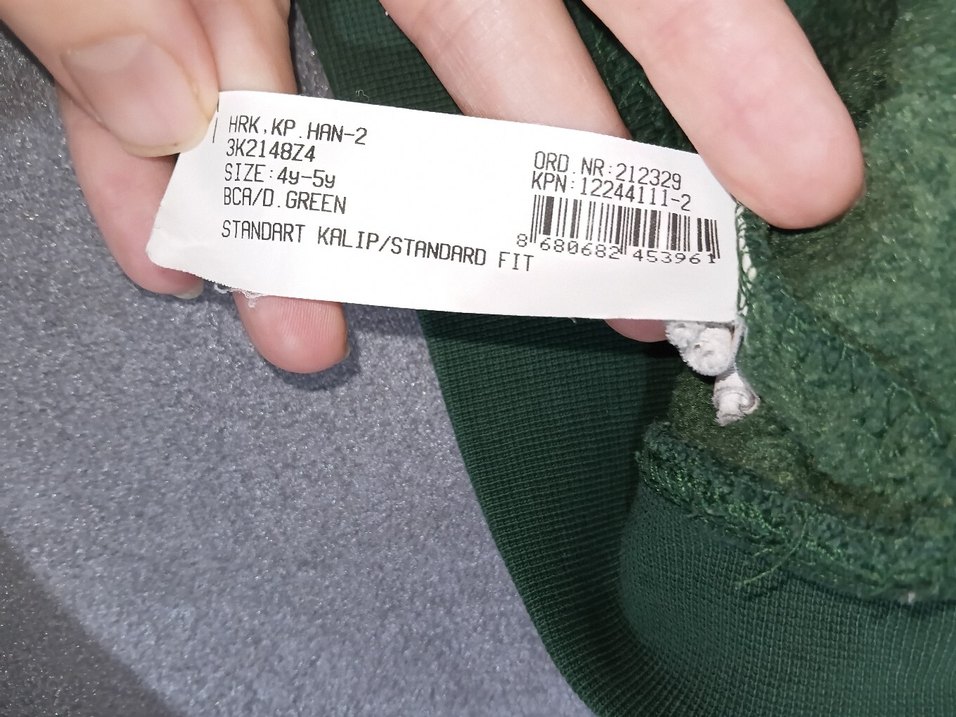 HRK,KP.HAN-2
3K2148Z4
SIZE:4y-5y
BCA/D.GREEN
STANDART KALIP/STANDARD FIT
ORD.NR:212329
KPN:12244111-2
8 680682 453961